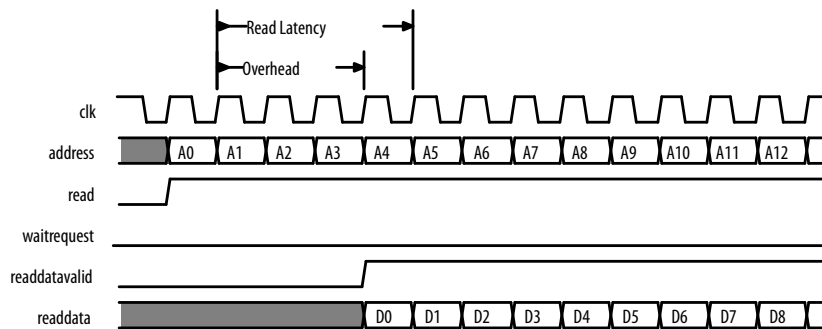 Read Latency
Overhead
clk
address A0 A1 A2 A3 A4 A5 A6 A7 A8 A9 A10 A11 A12
read
waitrequest
readdatavalid
readdata D0 D1 D2 D3 D4 D5 D6 D7 D8